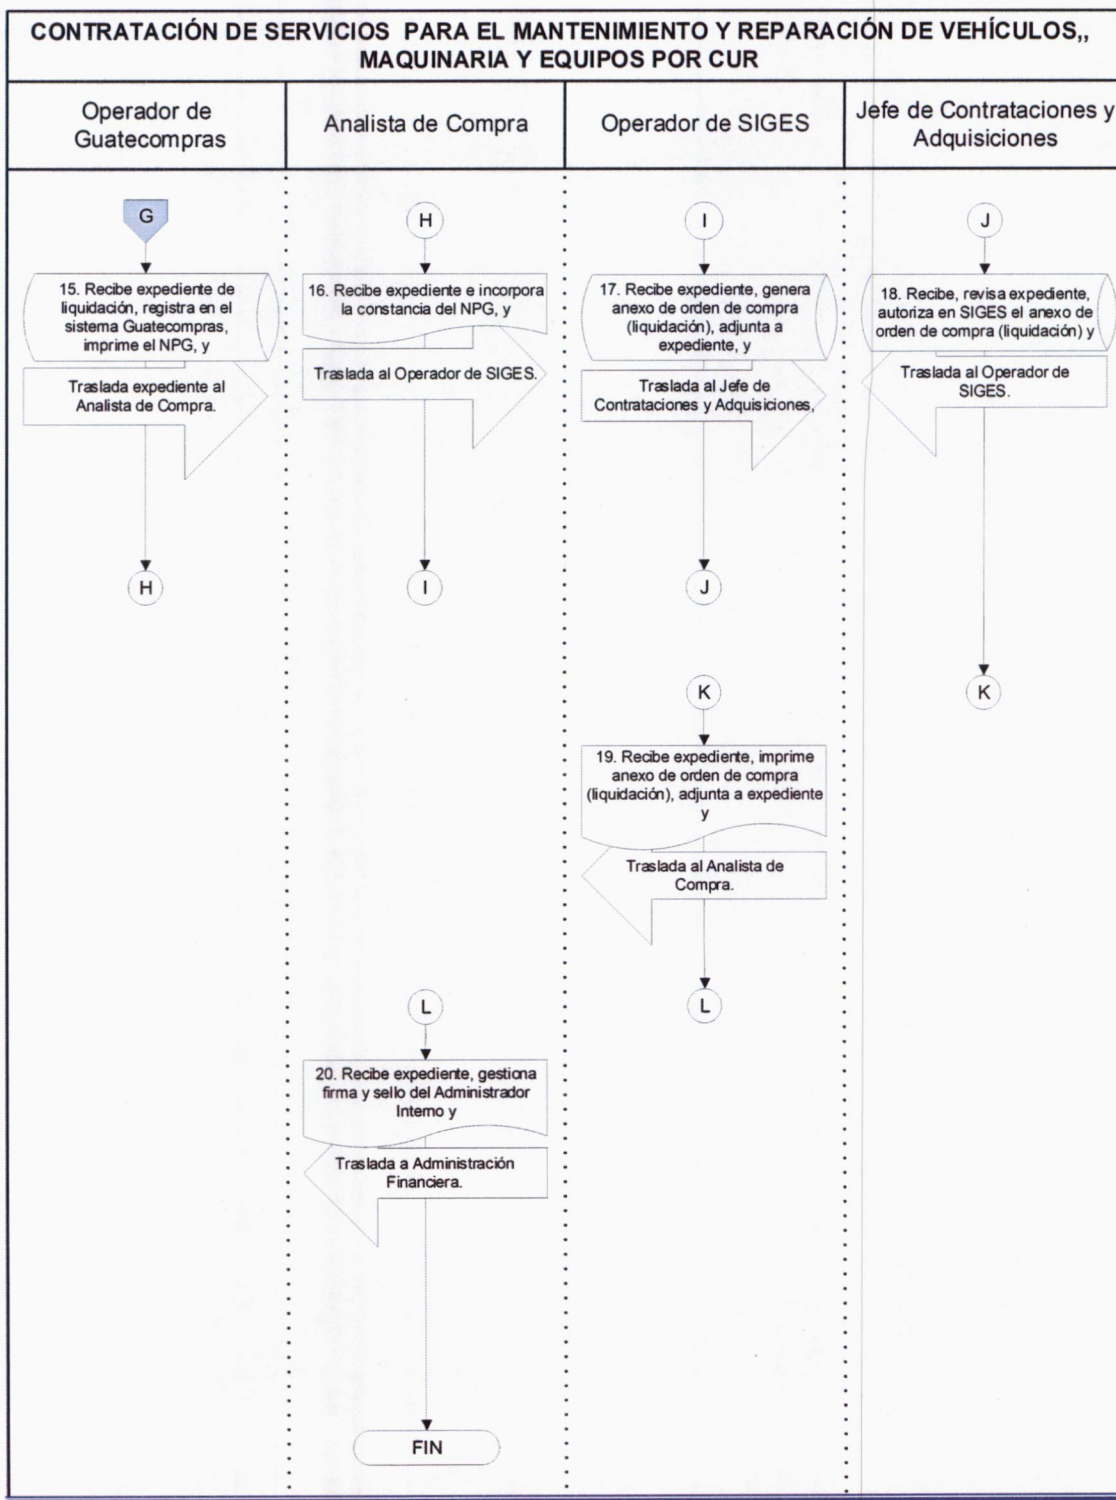 CONTRATACIÓN DE SERVICIOS PARA EL MANTENIMIENTO Y REPARACIÓN DE VEHÍCULOS,,
MAQUINARIA Y EQUIPOS POR CUR
Operador de
Guatecompras
Analista de Compra
Operador de SIGES
Jefe de Contrataciones y
Adquisiciones
G
15. Recibe expediente de
liquidación, registra en el
sistema Guatecompras,
imprime el NPG, y
Traslada expediente al
Analista de Compra.
H
H
16. Recibe expediente e incorpora
la constancia del NPG, y
Traslada al Operador de SIGES.
I
I
17. Recibe expediente, genera
anexo de orden de compra
(liquidación), adjunta a
expediente, y
Traslada al Jefe de
Contrataciones y Adquisiciones,
J
J
18. Recibe, revisa expediente,
autoriza en SIGES el anexo de
orden de compra (liquidación) y
Traslada al Operador de
SIGES.
K
K
19. Recibe expediente, imprime
anexo de orden de compra
(liquidación), adjunta a expediente
y
Traslada al Analista de
Compra.
L
L
20. Recibe expediente, gestiona
firma y sello del Administrador
Interno y
Traslada a Administración
Financiera.
FIN